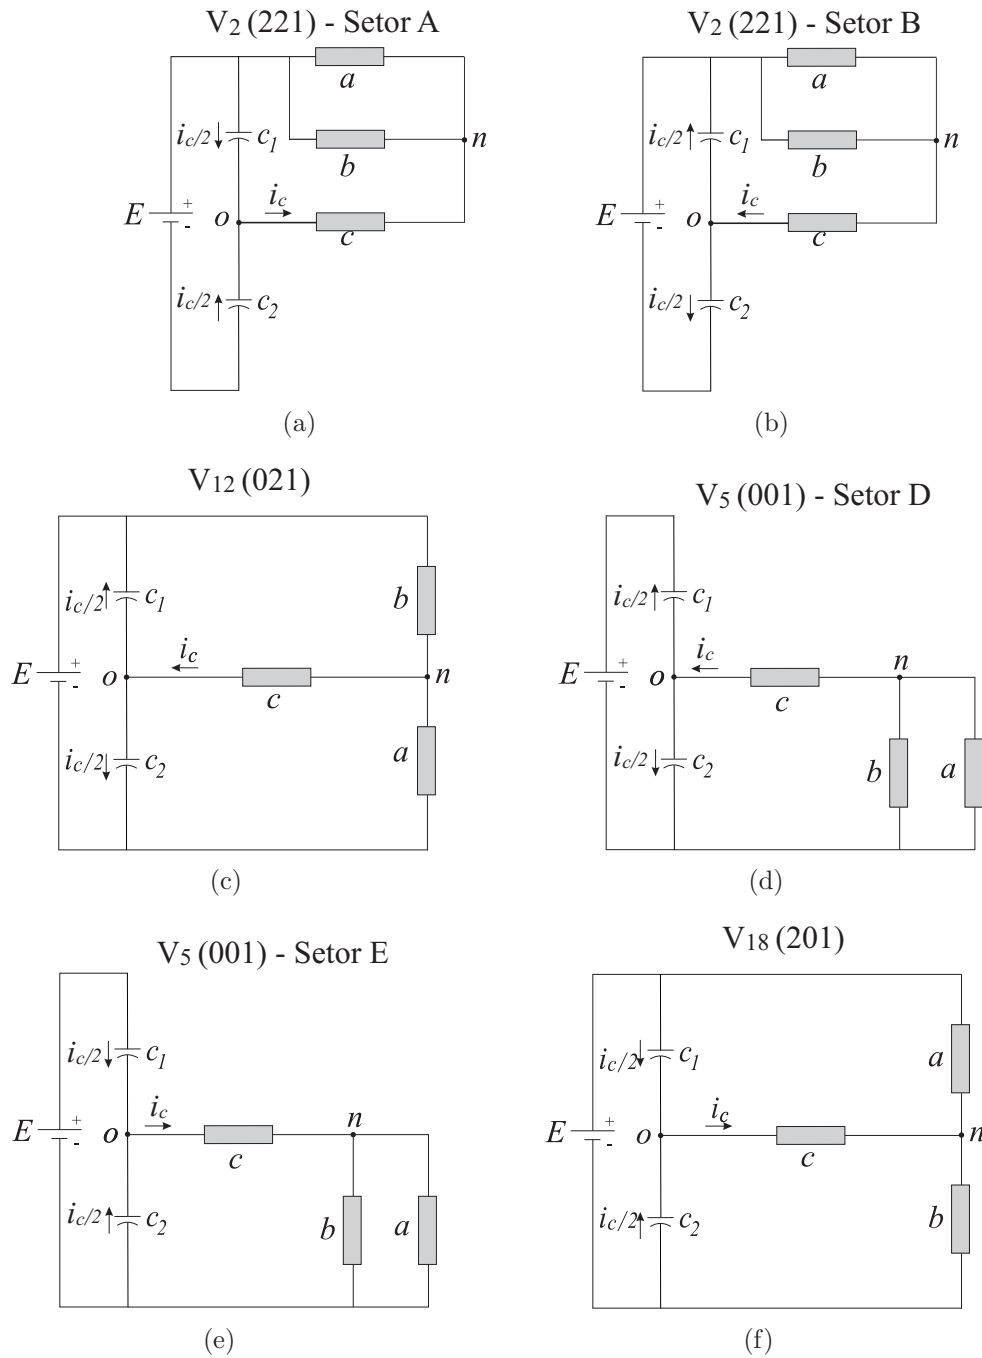 V2 (221) - Setor A
a
ic/2
c1
b
n
E
+
-
o
ic
c
ic/2
c2
(a)
V2 (221) - Setor B
a
ic/2
c1
b
n
E
+
-
o
ic
c
ic/2
c2
(b)
V12 (021)
ic/2
c1
b
ic
E
+
-
o
n
c
ic/2
c2
a
(c)
V5 (001) - Setor D
ic/2
c1
ic
n
E
+
-
o
c
ic/2
c2
b
a
(d)
V5 (001) - Setor E
ic/2
c1
ic
n
E
+
-
o
c
ic/2
c2
b
a
(e)
V18 (201)
ic/2
c1
a
ic
E
+
-
o
n
c
ic/2
c2
b
(f)